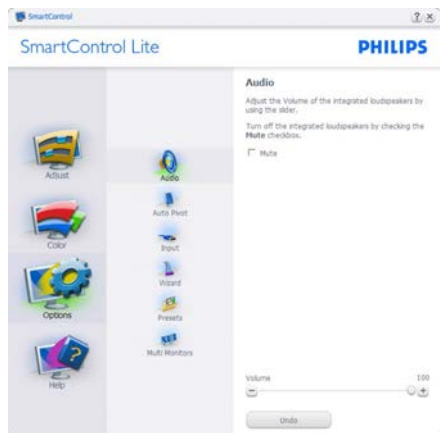 SmartControl
SmartControl Lite
PHILIPS
Adjust
Color
Options
Help
Audio
Auto Pivot
Input
Wizard
Presets
Multi Monitors
Audio
Adjust the Volume of the integrated loudspeakers by
using the slider.
Turn off the integrated loudspeakers by checking the
Mute checkbox.
Mute
Volume 100
Undo